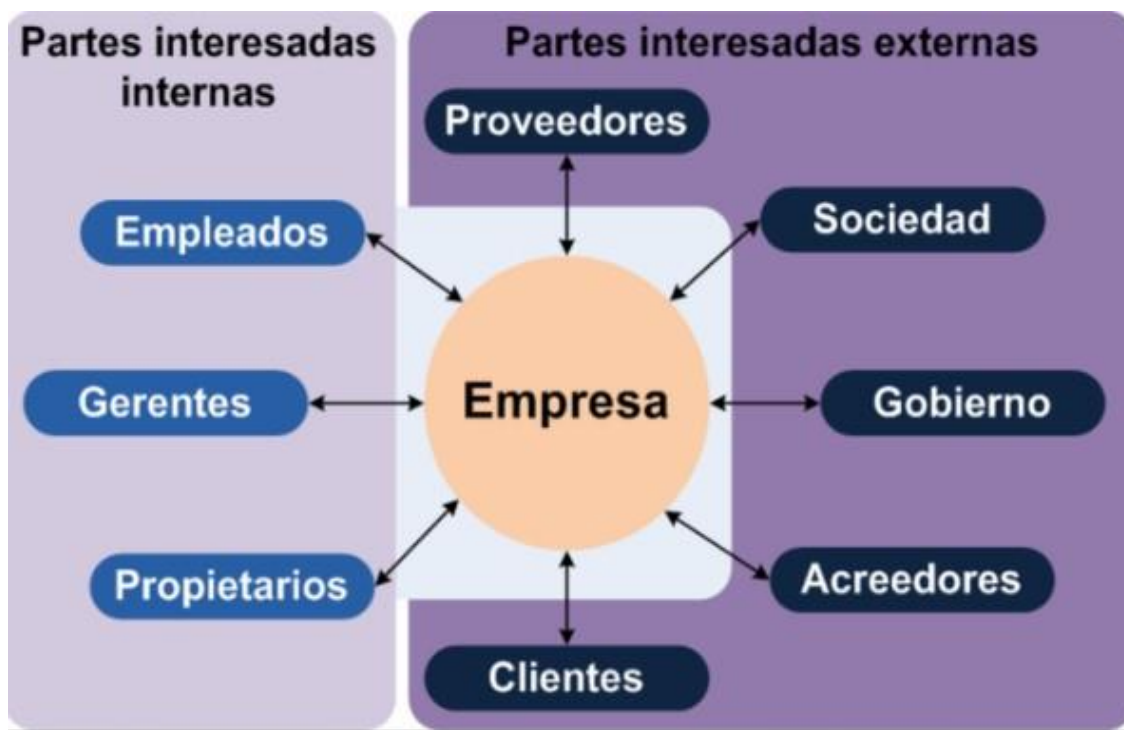 Partes interesadas
internas
Partes interesadas externas
Proveedores
Empleados
Sociedad
Gerentes
Empresa
Gobierno
Propietarios
Acreedores
Clientes